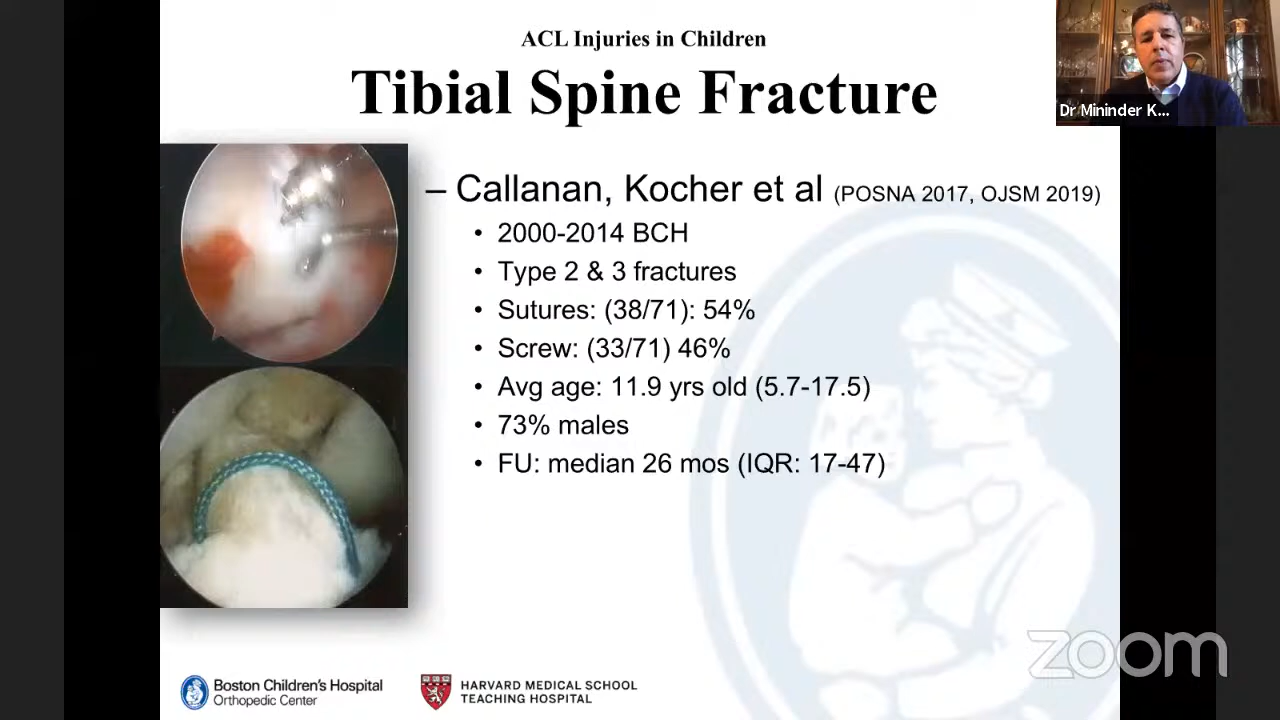 ACL Injuries in Children
Tibial Spine Fracture
Dr Mininder K...
– Callanan, Kocher et al (POSNA 2017, OJSM 2019)
• 2000-2014 BCH
• Type 2 & 3 fractures
• Sutures: (38/71): 54%
• Screw: (33/71) 46%
• Avg age: 11.9 yrs old (5.7-17.5)
• 73% males
• FU: median 26 mos (IQR: 17-47)
zoom
Boston Children's Hospital
Orthopedic Center
HARVARD MEDICAL SCHOOL
TEACHING HOSPITAL